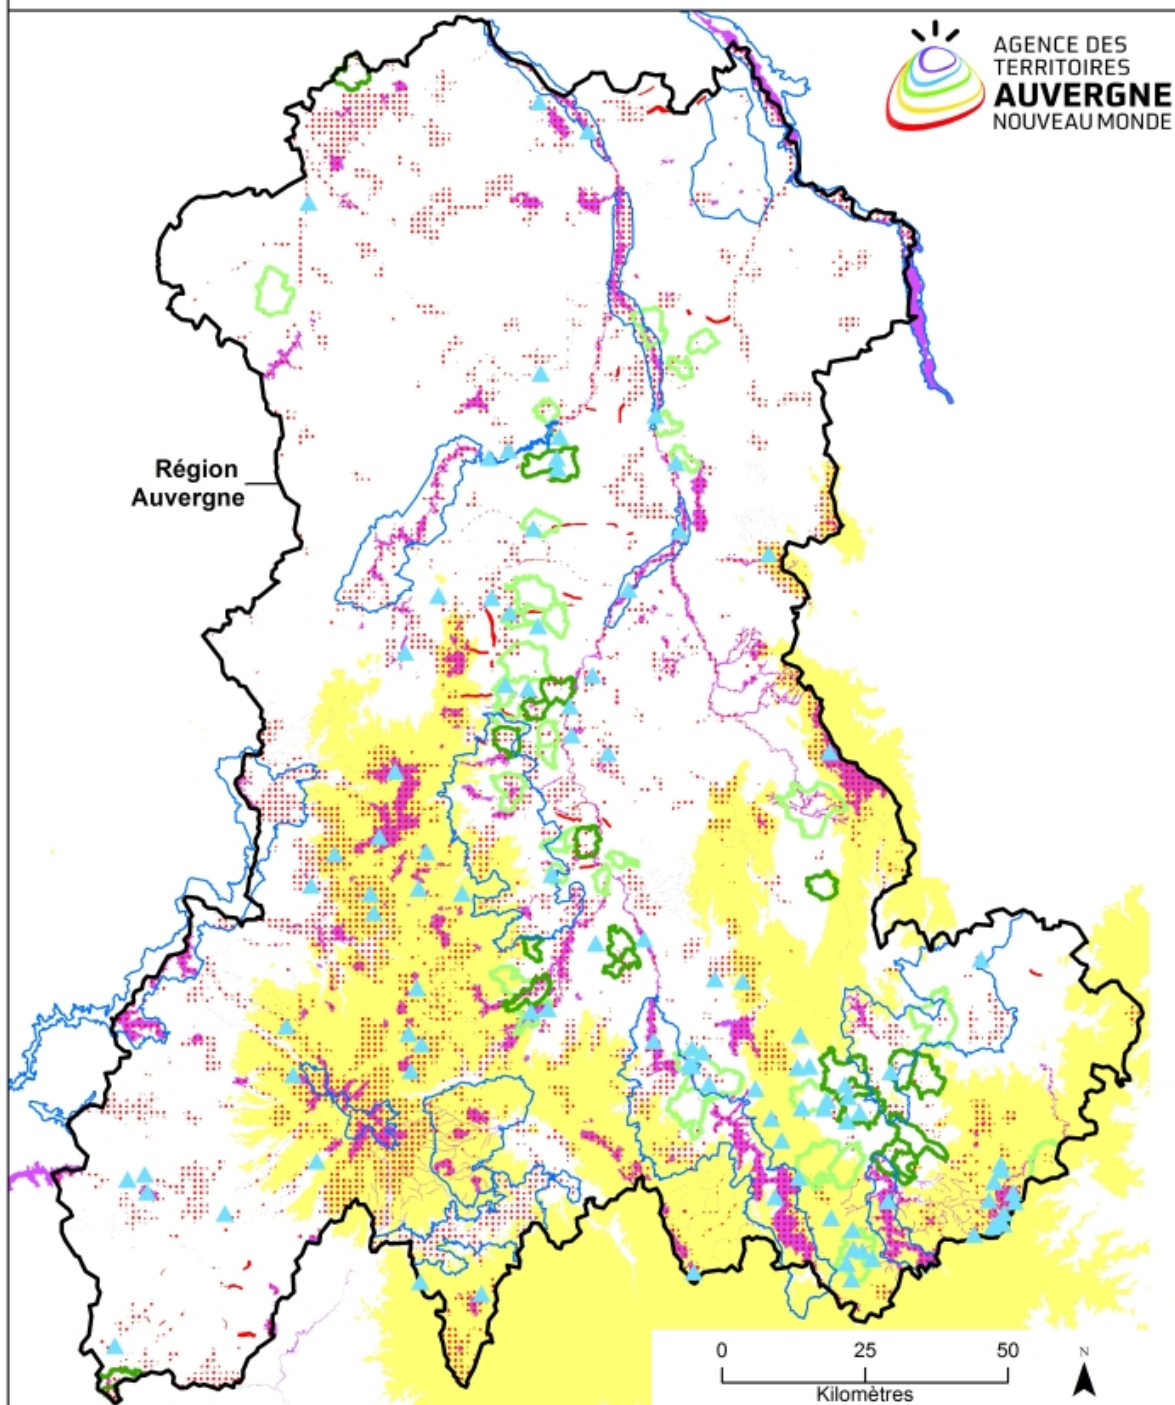 AGENCE DES
TERRITOIRES
AUVERGNE
NOUVEAU MONDE
Région
Auvergne
0 25 50
Kilomètres
N